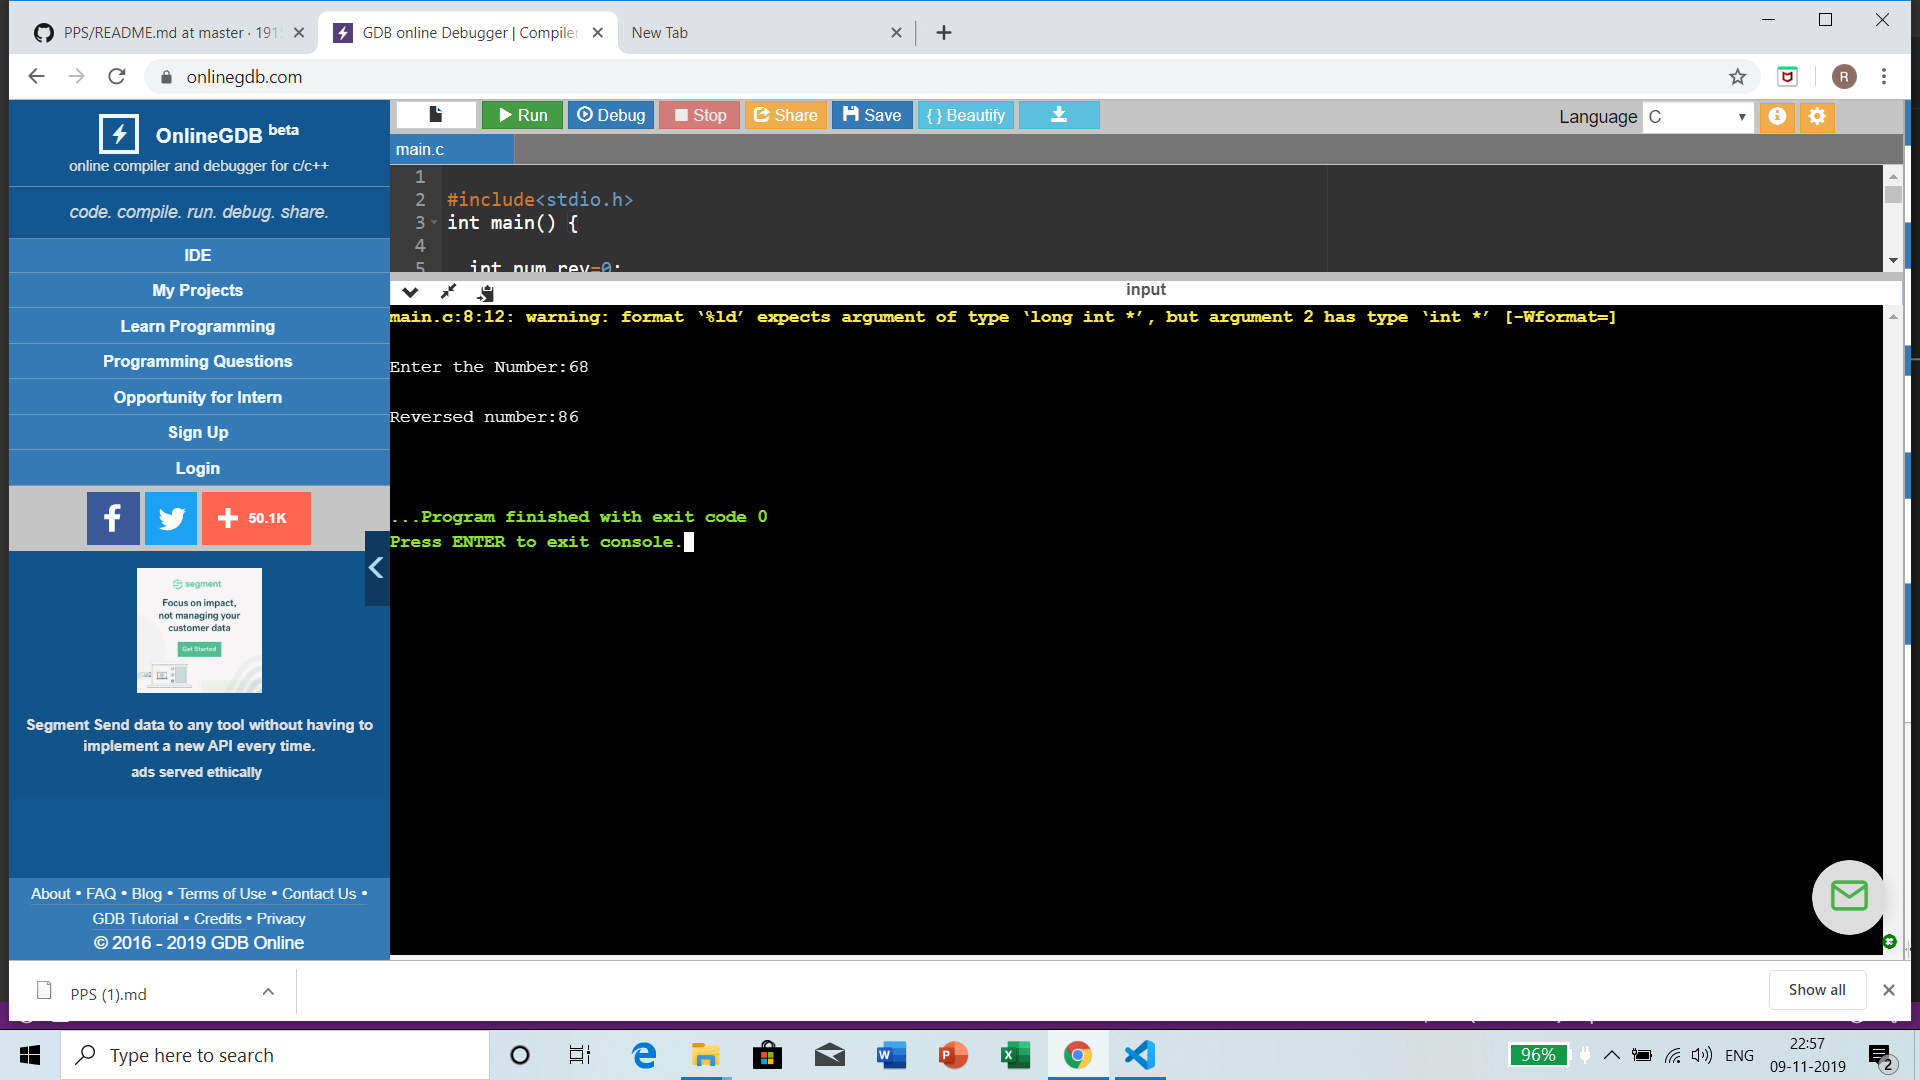 PPS/README.md at master · 191
GDB online Debugger | Compiler
New Tab
onlinegdb.com
R
OnlineGDB beta
online compiler and debugger for c/c++
code. compile. run. debug. share.
IDE
My Projects
Learn Programming
Programming Questions
Opportunity for Intern
Sign Up
Login
50.1K
segment
Focus on impact,
not managing your
customer data
Get Started
Segment Send data to any tool without having to
implement a new API every time.
ads served ethically
About • FAQ • Blog • Terms of Use • Contact Us •
GDB Tutorial • Credits • Privacy
© 2016 - 2019 GDB Online
Run Debug Stop Share Save { } Beautify
Language C
main.c
1
2 #include<stdio.h>
3 int main() {
4
5 int num,rev=0;
input
main.c:8:12: warning: format ‘%ld’ expects argument of type ‘long int *’, but argument 2 has type ‘int *’ [-Wformat=]
Enter the Number:68
Reversed number:86
...Program finished with exit code 0
Press ENTER to exit console.
PPS (1).md
Show all
Type here to search
96%
ENG
22:57
09-11-2019
2